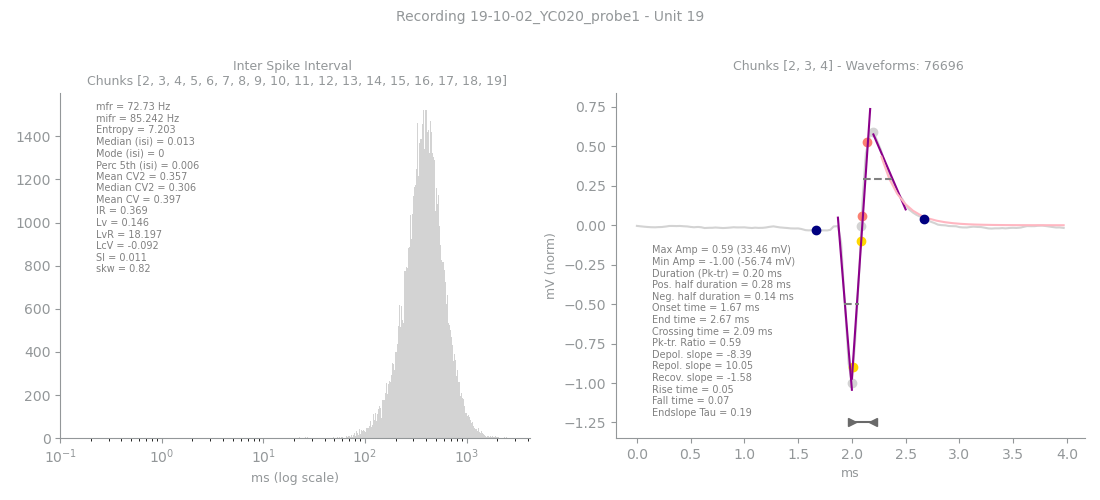 Recording 19-10-02_YC020_probe1 - Unit 19
Inter Spike Interval
Chunks [2, 3, 4, 5, 6, 7, 8, 9, 10, 11, 12, 13, 14, 15, 16, 17, 18, 19]
mfr = 72.73 Hz
mifr = 85.242 Hz
Entropy = 7.203
Median (isi) = 0.013
Mode (isi) = 0
Perc 5th (isi) = 0.006
Mean CV2 = 0.357
Median CV2 = 0.306
Mean CV = 0.397
IR = 0.369
Lv = 0.146
LvR = 18.197
LcV = -0.092
SI = 0.011
skw = 0.82
1400
1200
1000
800
600
400
200
0
10⁻¹ 10⁰ 10¹ 10² 10³
ms (log scale)
Chunks [2, 3, 4] - Waveforms: 76696
mV (norm)
0.75
0.50
0.25
0.00
−0.25
−0.50
−0.75
−1.00
−1.25
Max Amp = 0.59 (33.46 mV)
Min Amp = -1.00 (-56.74 mV)
Duration (Pk-tr) = 0.20 ms
Pos. half duration = 0.28 ms
Neg. half duration = 0.14 ms
Onset time = 1.67 ms
End time = 2.67 ms
Crossing time = 2.09 ms
Pk-tr. Ratio = 0.59
Depol. slope = -8.39
Repol. slope = 10.05
Recov. slope = -1.58
Rise time = 0.05
Fall time = 0.07
Endslope Tau = 0.19
0.0 0.5 1.0 1.5 2.0 2.5 3.0 3.5 4.0
ms